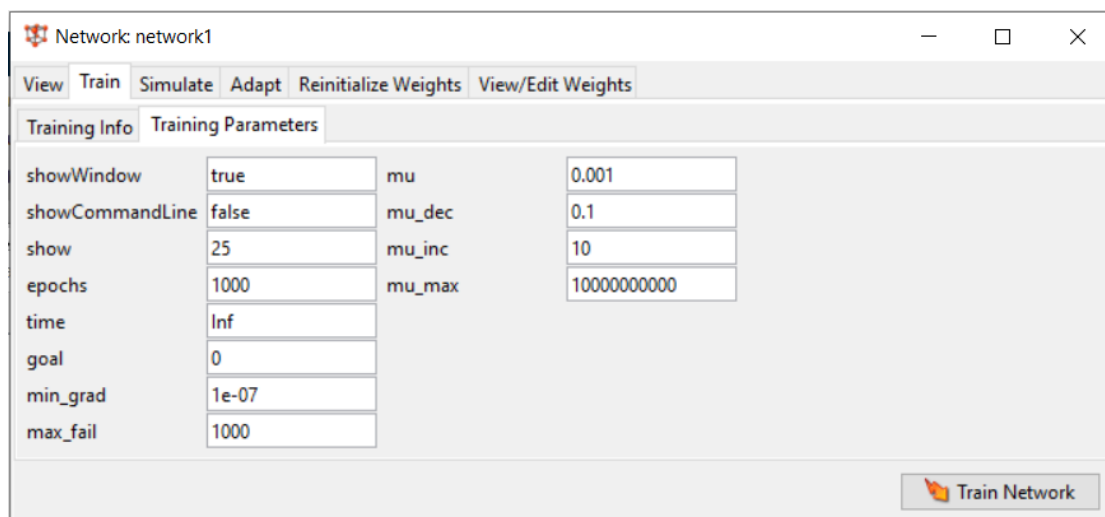 Network: network1
View Train Simulate Adapt Reinitialize Weights View/Edit Weights
Training Info Training Parameters
showWindow true mu 0.001
showCommandLine false mu_dec 0.1
show 25 mu_inc 10
epochs 1000 mu_max 10000000000
time Inf
goal 0
min_grad 1e-07
max_fail 1000
Train Network